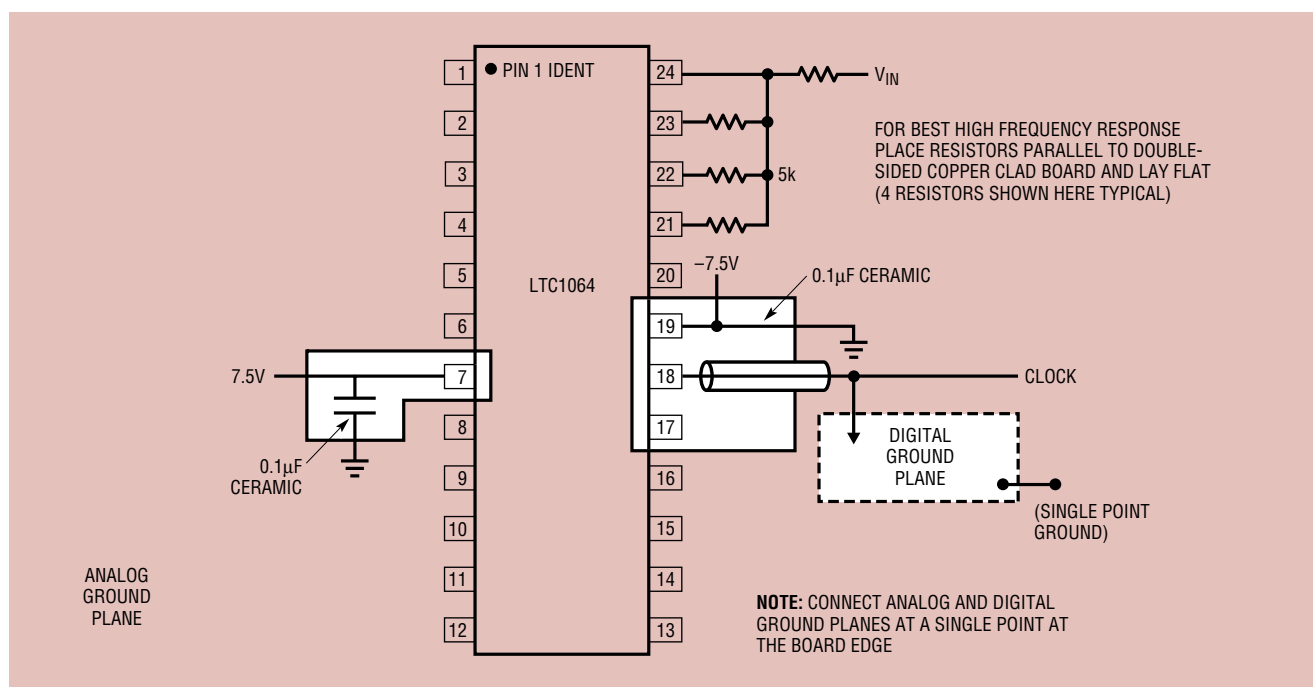 1
PIN 1 IDENT
24
VIN
2
23
FOR BEST HIGH FREQUENCY RESPONSE
PLACE RESISTORS PARALLEL TO DOUBLE-
SIDED COPPER CLAD BOARD AND LAY FLAT
(4 RESISTORS SHOWN HERE TYPICAL)
3
22
5k
4
21
5
LTC1064
20
–7.5V
0.1µF CERAMIC
6
19
7.5V
7
18
CLOCK
8
17
DIGITAL
GROUND
PLANE
0.1µF
CERAMIC
9
16
(SINGLE POINT
GROUND)
10
15
ANALOG
GROUND
PLANE
11
14
NOTE: CONNECT ANALOG AND DIGITAL
GROUND PLANES AT A SINGLE POINT AT
THE BOARD EDGE
12
13